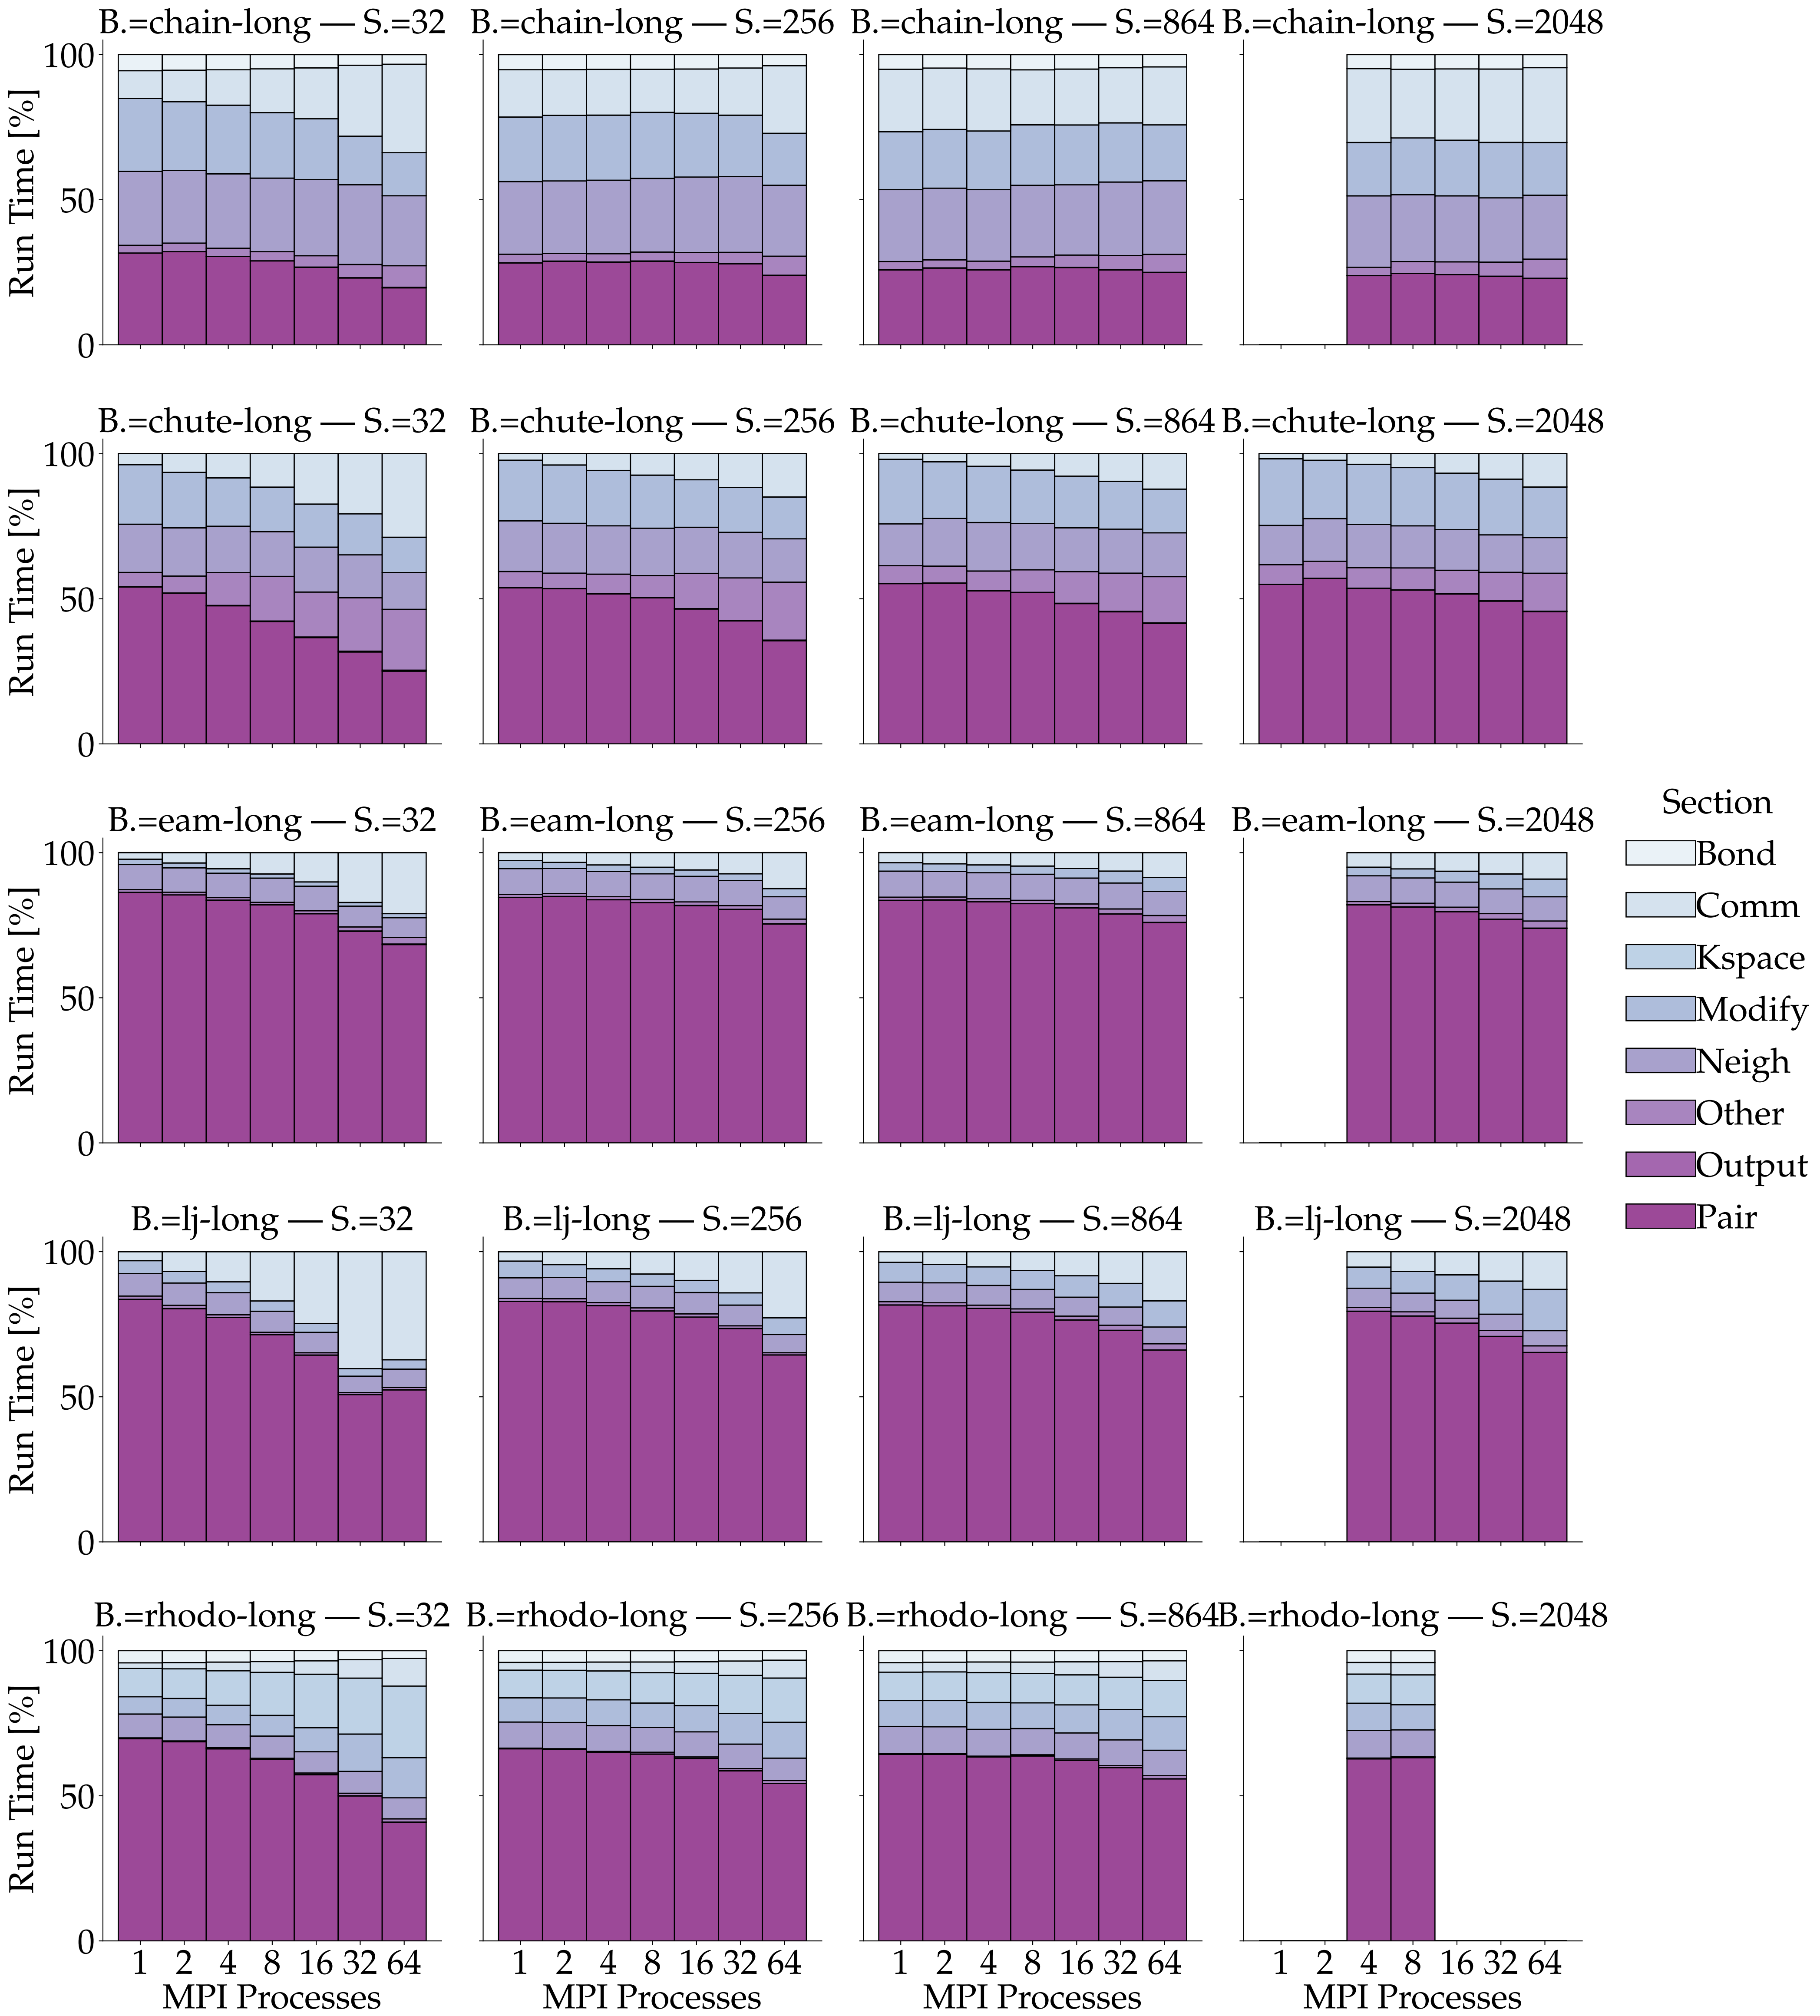 B.=chain-long — S.=32
B.=chain-long — S.=256
B.=chain-long — S.=864
B.=chain-long — S.=2048
100
50
0
Run Time [%]
B.=chute-long — S.=32
B.=chute-long — S.=256
B.=chute-long — S.=864
B.=chute-long — S.=2048
100
50
0
Run Time [%]
B.=eam-long — S.=32
B.=eam-long — S.=256
B.=eam-long — S.=864
B.=eam-long — S.=2048
100
50
0
Run Time [%]
Section
Bond
Comm
Kspace
Modify
Neigh
Other
Output
Pair
B.=lj-long — S.=32
B.=lj-long — S.=256
B.=lj-long — S.=864
B.=lj-long — S.=2048
100
50
0
Run Time [%]
B.=rhodo-long — S.=32
B.=rhodo-long — S.=256
B.=rhodo-long — S.=864
B.=rhodo-long — S.=2048
100
50
0
Run Time [%]
1 2 4 8 16 32 64
1 2 4 8 16 32 64
1 2 4 8 16 32 64
1 2 4 8 16 32 64
MPI Processes
MPI Processes
MPI Processes
MPI Processes